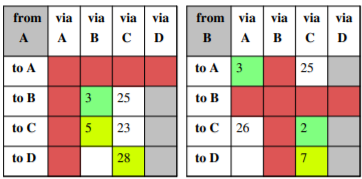 from A via A via B via C via D
to A
to B 3 25
to C 5 23
to D 28
from B via A via B via C via D
to A 3 25
to B
to C 26 2
to D 7